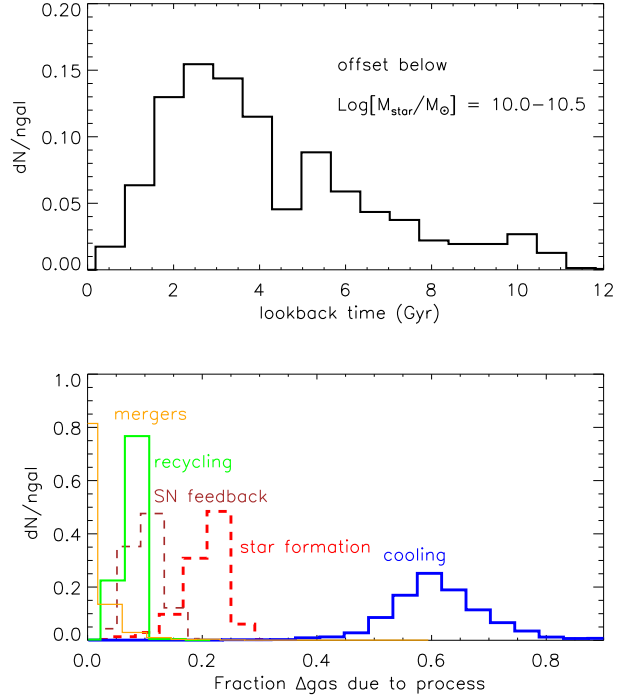 0.20
0.15
0.10
0.05
0.00
dN/ngal
offset below
Log[M_star/M_⊙] = 10.0−10.5
0 2 4 6 8 10 12
lookback time (Gyr)
1.0
0.8
0.6
0.4
0.2
0.0
dN/ngal
mergers
recycling
SN feedback
star formation
cooling
0.0 0.2 0.4 0.6 0.8
Fraction Δgas due to process